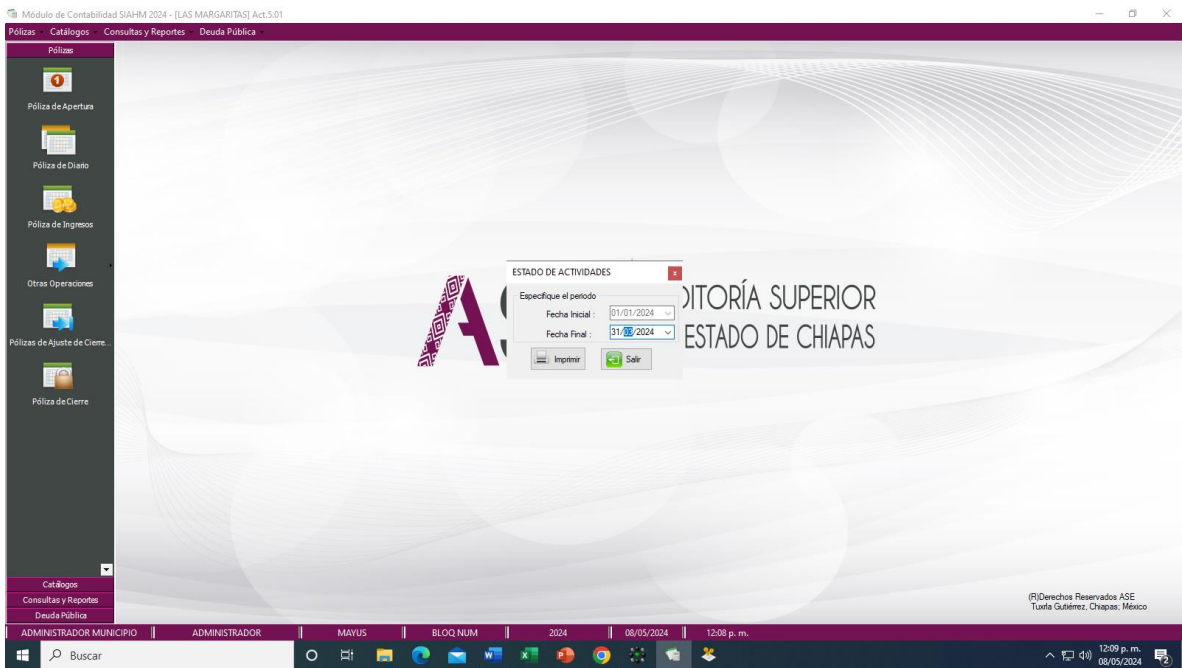 Módulo de Contabilidad SIAHM 2024 - [LAS MARGARITAS] Act.5.01
Pólizas Catálogos Consultas y Reportes Deuda Pública
Pólizas
1
Póliza de Apertura
Póliza de Diario
Póliza de Ingresos
Otras Operaciones
Pólizas de Ajuste de Cierre...
Póliza de Cierre
ESTADO DE ACTIVIDADES
x
Especifique el periodo
Fecha Inicial : 01/01/2024
Fecha Final : 31/03/2024
Imprimir Salir
DITORÍA SUPERIOR
ESTADO DE CHIAPAS
Catálogos
Consultas y Reportes
Deuda Pública
(R)Derechos Reservados ASE
Tuxtla Gutiérrez, Chiapas; México
ADMINISTRADOR MUNICIPIO ADMINISTRADOR MAYUS BLOQ NUM 2024 08/05/2024 12:08 p. m.
Buscar
12:09 p. m.
08/05/2024
2